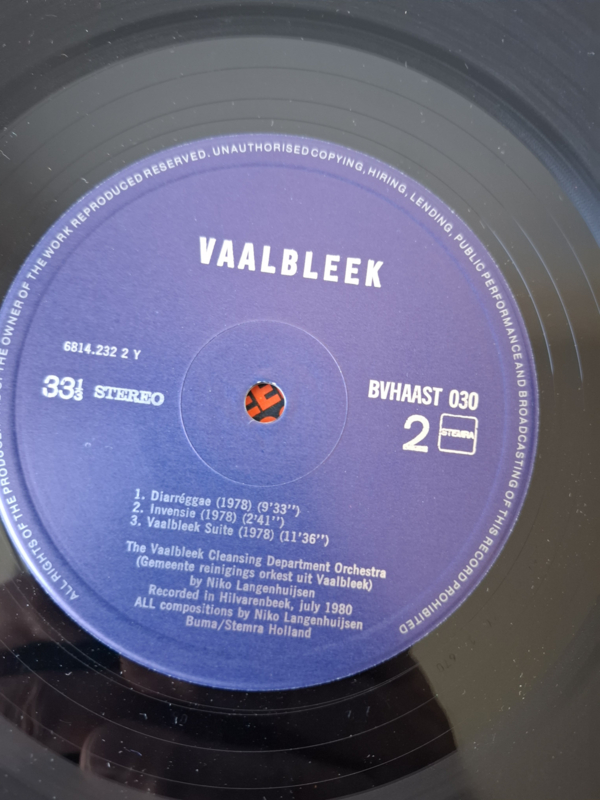 ALL RIGHTS OF THE PRODUCER THE OWNER OF THE WORK REPRODUCED RESERVED. UNAUTHORISED COPYING, HIRING, LENDING, PUBLIC PERFORMANCE AND BROADCASTING OF THIS RECORD PROHIBITED
VAALBLEEK
6814.232 2 Y
33⅓ STEREO
BVHAAST 030
2 STEMRA
1. Diarréggae (1978) (9'33'')
2. Invensie (1978) (2'41'')
3. Vaalbleek Suite (1978) (11'36'')
The Vaalbleek Cleansing Department Orchestra
(Gemeente reinigings orkest uit Vaalbleek)
by Niko Langenhuijsen
Recorded in Hilvarenbeek, july 1980
ALL compositions by Niko Langenhuijsen
Buma/Stemra Holland